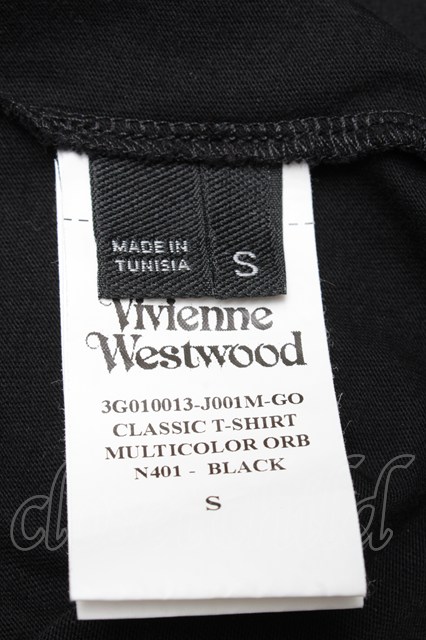 MADE IN
TUNISIA
S
Vivienne
Westwood
3G010013-J001M-GO
CLASSIC T-SHIRT
MULTICOLOR ORB
N401 - BLACK
S